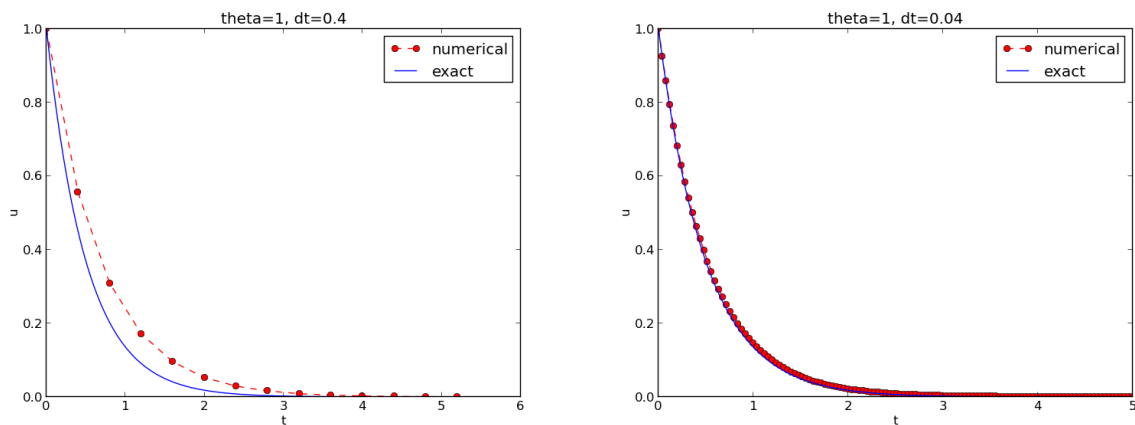 theta=1, dt=0.4
numerical
exact
1.0
0.8
0.6
0.4
0.2
0.0
u
0 1 2 3 4 5 6
t
theta=1, dt=0.04
numerical
exact
1.0
0.8
0.6
0.4
0.2
0.0
u
0 1 2 3 4 5
t